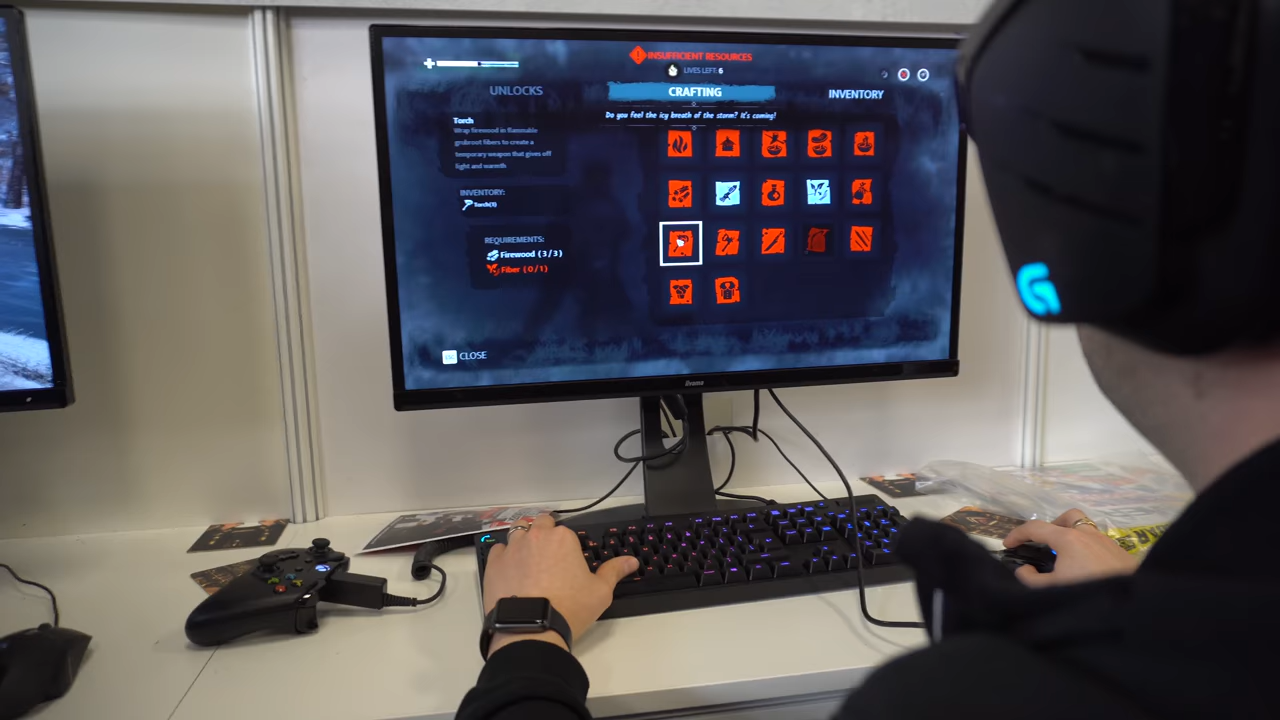 INSUFFICIENT RESOURCES
LIVES LEFT: 6
UNLOCKS
CRAFTING
INVENTORY
Do you feel the icy breath of the storm? It's coming!
Torch
Wrap firewood in flammable
grubroot fibers to create a
temporary weapon that gives off
light and warmth
INVENTORY:
Torch(1)
REQUIREMENTS:
Firewood (3/3)
Fiber (0/1)
CLOSE
iiyama
G